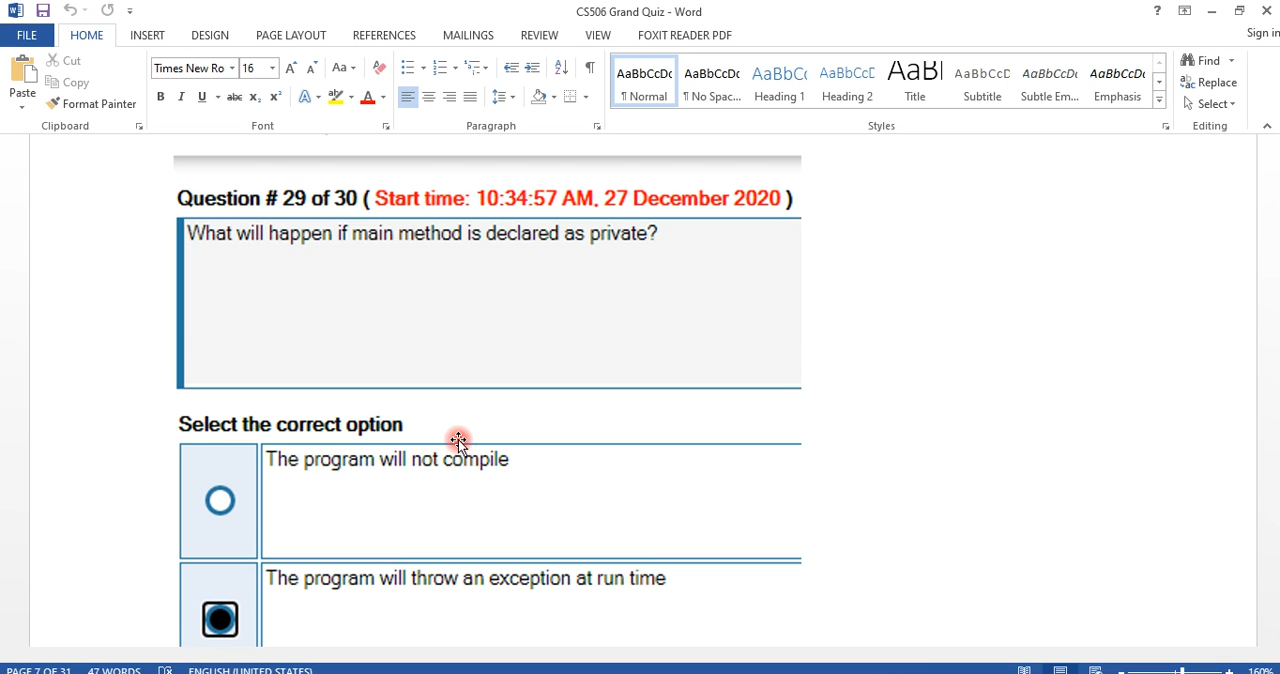 CS506 Grand Quiz - Word
Sign in
FILE HOME INSERT DESIGN PAGE LAYOUT REFERENCES MAILINGS REVIEW VIEW FOXIT READER PDF
Paste
Cut
Copy
Format Painter
Clipboard
Times New Ro 16
Font
Paragraph
AaBbCcDc AaBbCcDc AaBbCc AaBbCcE AaBl AaBbCcD AaBbCcDc AaBbCcDc
¶ Normal ¶ No Spac... Heading 1 Heading 2 Title Subtitle Subtle Em... Emphasis
Styles
Find
Replace
Select
Editing
Question # 29 of 30 ( Start time: 10:34:57 AM, 27 December 2020 )
What will happen if main method is declared as private?
Select the correct option
The program will not compile
The program will throw an exception at run time
PAGE 7 OF 31 47 WORDS ENGLISH (UNITED STATES) 160%